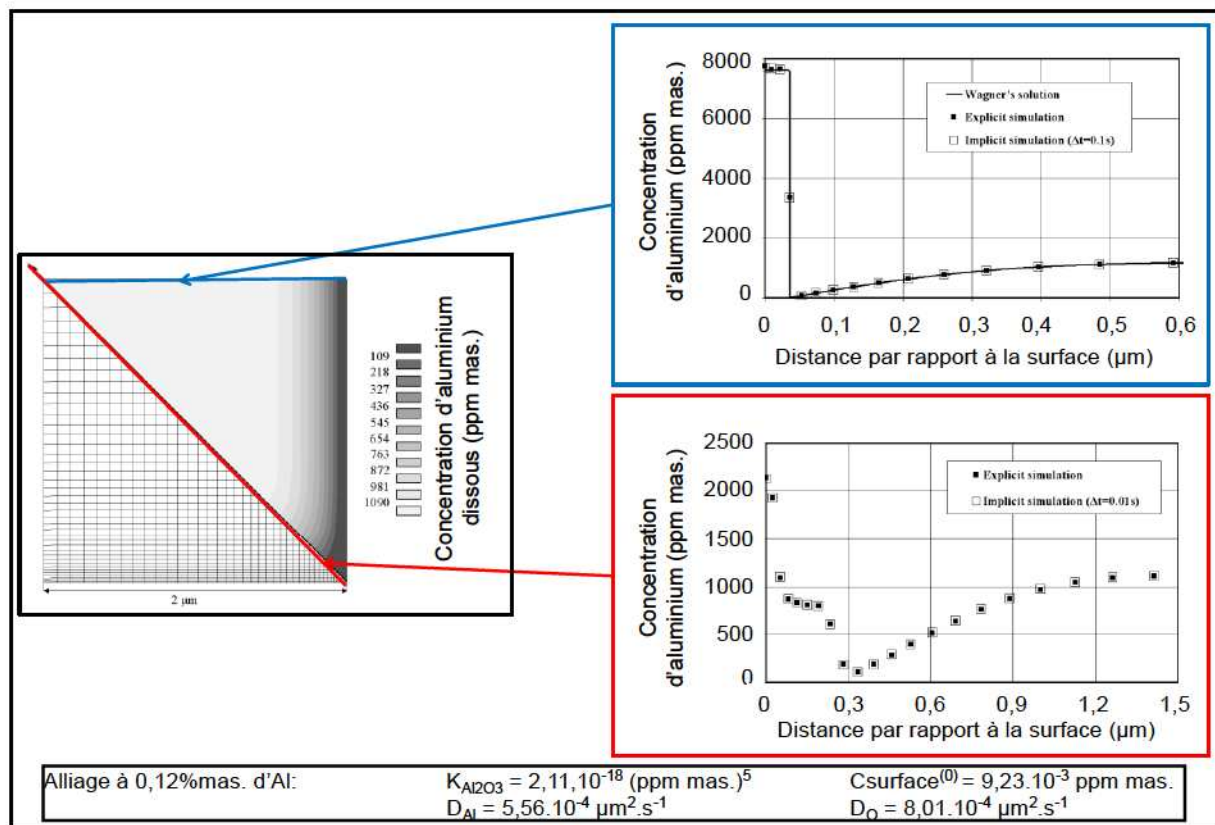 8000
6000
4000
2000
0
Concentration
d'aluminium (ppm mas.)
Wagner's solution
Explicit simulation
Implicit simulation (Δt=0.1s)
0 0,1 0,2 0,3 0,4 0,5 0,6
Distance par rapport à la surface (µm)
109
218
327
436
545
654
763
872
981
1090
Concentration d'aluminium
dissous (ppm mas.)
2 µm
2500
2000
1500
1000
500
0
Concentration
d'aluminium (ppm mas.)
Explicit simulation
Implicit simulation (Δt=0.01s)
0 0,3 0,6 0,9 1,2 1,5
Distance par rapport à la surface (µm)
Alliage à 0,12%mas. d'Al: K_Al2O3 = 2,11,10⁻¹⁸ (ppm mas.)⁵ Csurface⁽⁰⁾ = 9,23.10⁻³ ppm mas.
D_Al = 5,56.10⁻⁴ µm².s⁻¹ D_O = 8,01.10⁻⁴ µm².s⁻¹